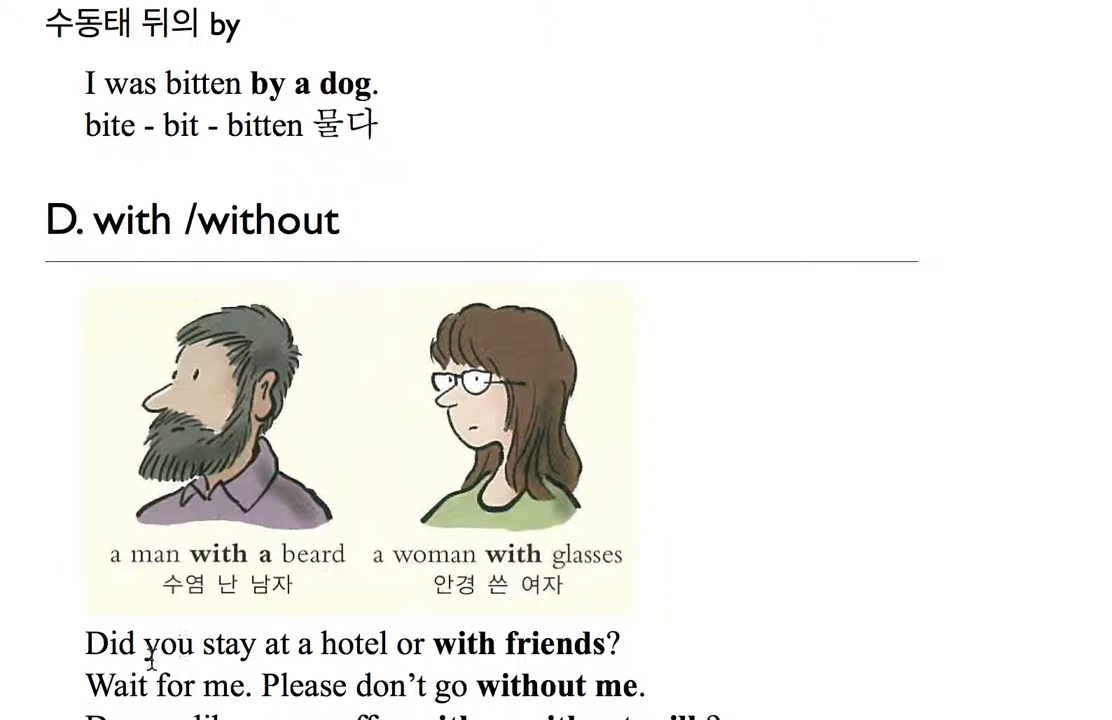 수동태 뒤의 by
I was bitten by a dog.
bite - bit - bitten 물다
D. with /without
a man with a beard
수염 난 남자
a woman with glasses
안경 쓴 여자
Did you stay at a hotel or with friends?
Wait for me. Please don’t go without me.